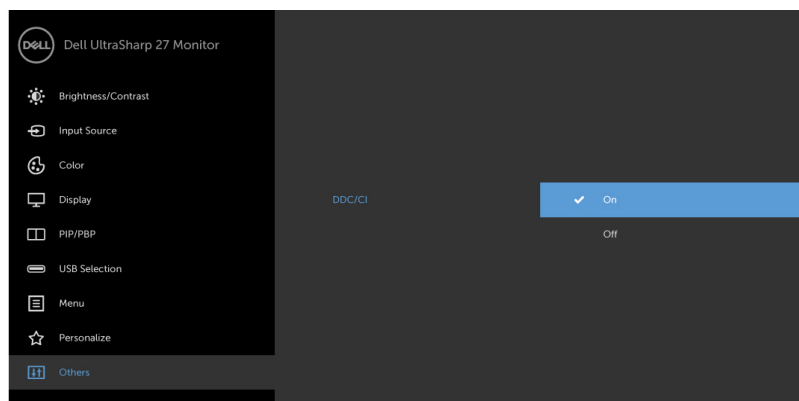 DELL Dell UltraSharp 27 Monitor
Brightness/Contrast
Input Source
Color
Display
DDC/CI
On
PIP/PBP
Off
USB Selection
Menu
Personalize
Others